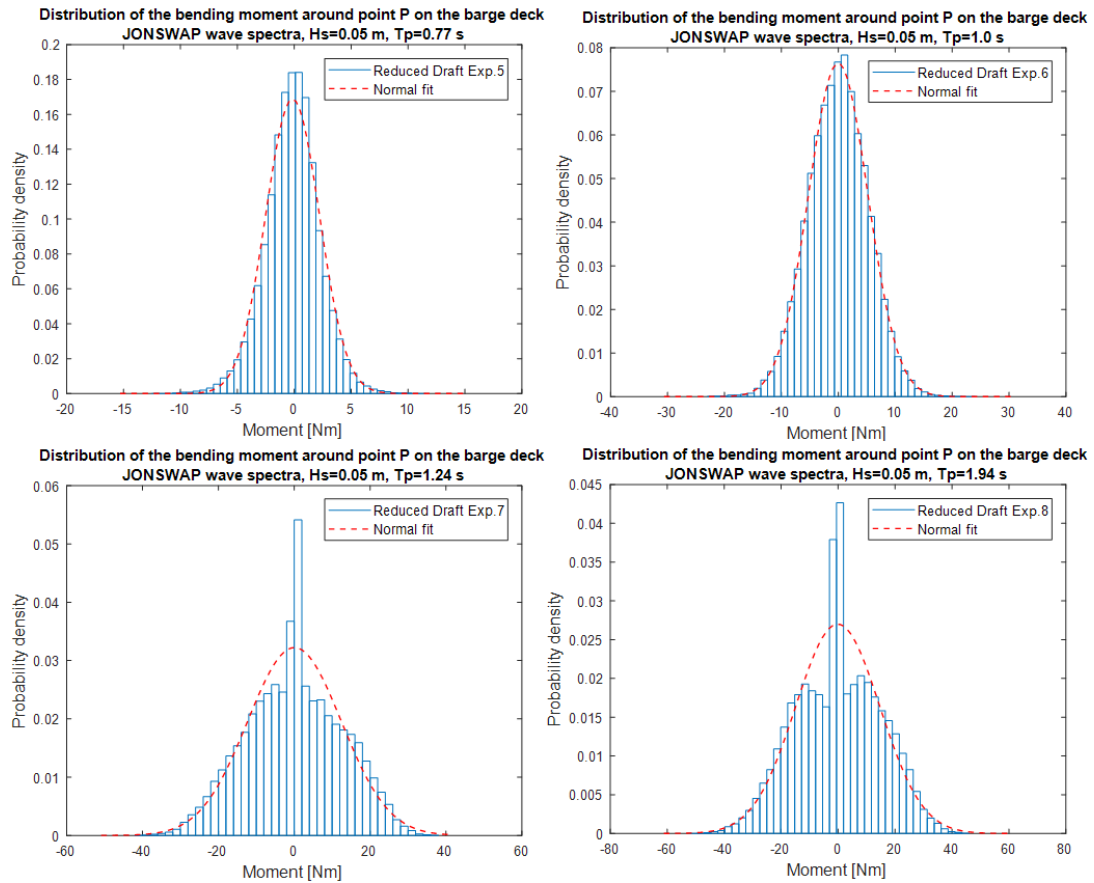 Distribution of the bending moment around point P on the barge deck
JONSWAP wave spectra, Hs=0.05 m, Tp=0.77 s
0.2
0.18
0.16
0.14
0.12
0.1
0.08
0.06
0.04
0.02
0
Probability density
Reduced Draft Exp.5
Normal fit
-20 -15 -10 -5 0 5 10 15 20
Moment [Nm]
Distribution of the bending moment around point P on the barge deck
JONSWAP wave spectra, Hs=0.05 m, Tp=1.0 s
0.08
0.07
0.06
0.05
0.04
0.03
0.02
0.01
0
Probability density
Reduced Draft Exp.6
Normal fit
-40 -30 -20 -10 0 10 20 30 40
Moment [Nm]
Distribution of the bending moment around point P on the barge deck
JONSWAP wave spectra, Hs=0.05 m, Tp=1.24 s
0.06
0.05
0.04
0.03
0.02
0.01
0
Probability density
Reduced Draft Exp.7
Normal fit
-60 -40 -20 0 20 40 60
Moment [Nm]
Distribution of the bending moment around point P on the barge deck
JONSWAP wave spectra, Hs=0.05 m, Tp=1.94 s
0.045
0.04
0.035
0.03
0.025
0.02
0.015
0.01
0.005
0
Probability density
Reduced Draft Exp.8
Normal fit
-80 -60 -40 -20 0 20 40 60 80
Moment [Nm]